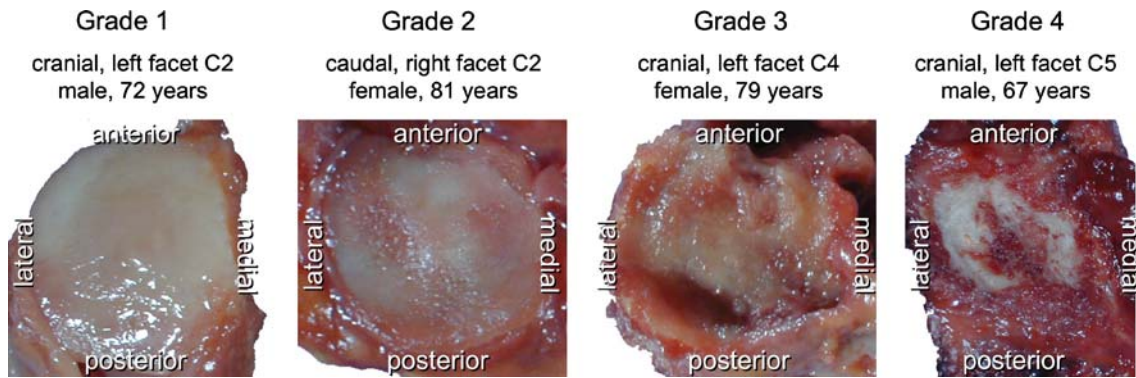 Grade 1
cranial, left facet C2
male, 72 years
anterior
lateral
medial
posterior
Grade 2
caudal, right facet C2
female, 81 years
anterior
lateral
medial
posterior
Grade 3
cranial, left facet C4
female, 79 years
anterior
lateral
medial
posterior
Grade 4
cranial, left facet C5
male, 67 years
anterior
lateral
medial
posterior